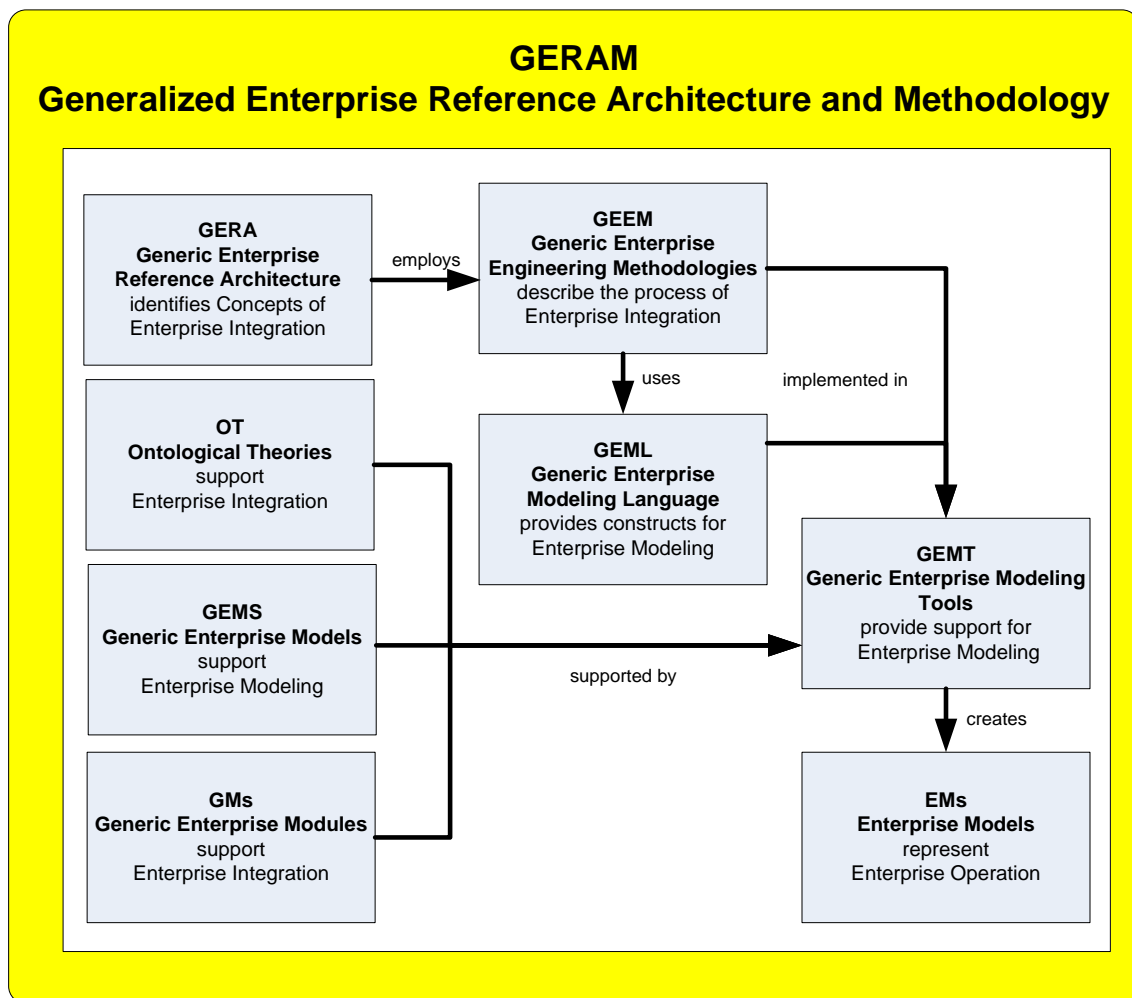 GERAM
Generalized Enterprise Reference Architecture and Methodology
GERA
Generic Enterprise
Reference Architecture
identifies Concepts of
Enterprise Integration
employs
GEEM
Generic Enterprise
Engineering Methodologies
describe the process of
Enterprise Integration
uses
implemented in
OT
Ontological Theories
support
Enterprise Integration
GEML
Generic Enterprise
Modeling Language
provides constructs for
Enterprise Modeling
GEMS
Generic Enterprise Models
support
Enterprise Modeling
supported by
GEMT
Generic Enterprise Modeling
Tools
provide support for
Enterprise Modeling
creates
GMs
Generic Enterprise Modules
support
Enterprise Integration
EMs
Enterprise Models
represent
Enterprise Operation